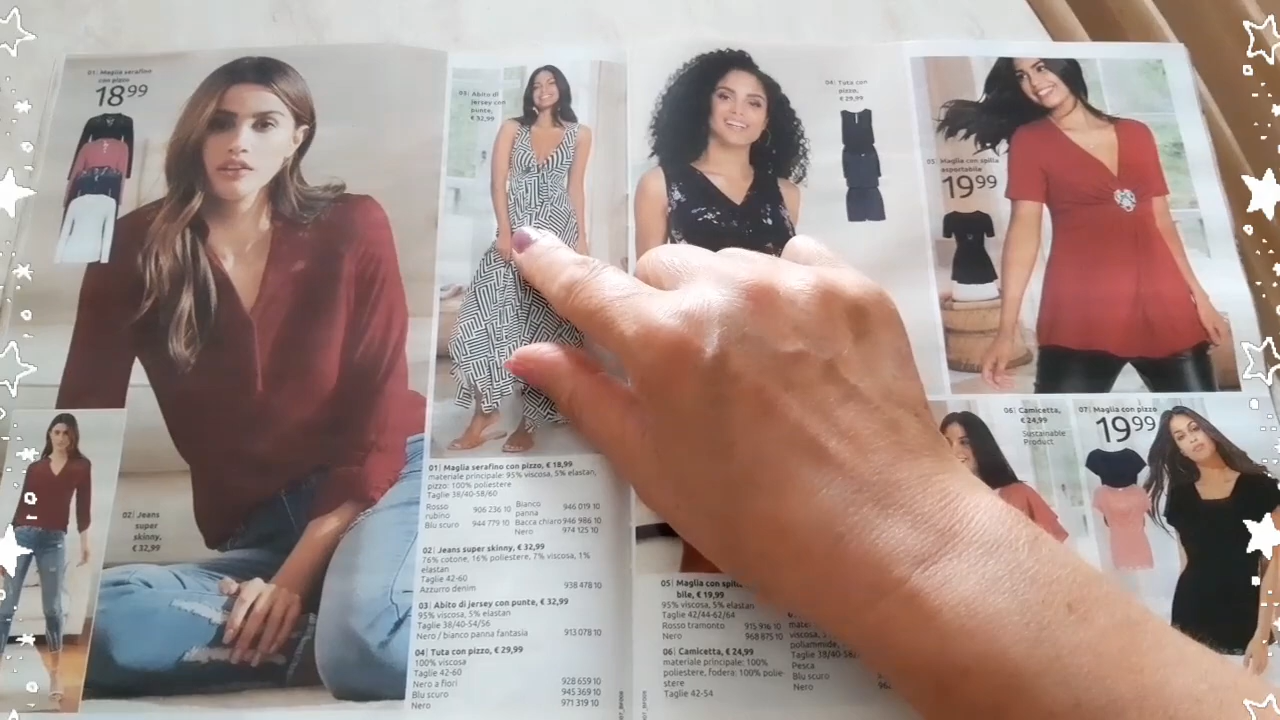 01| Maglia serafino
con pizzo
18⁹⁹
02| Jeans
super
skinny,
€ 32,99
Abito di
jersey con
punte,
€ 32,99
01| Maglia serafino con pizzo, € 18,99
materiale principale: 95% viscosa, 5% elastan,
pizzo: 100% poliestere
Taglie 38/40-58/60
Rosso rubino 906 236 10
Blu scuro 944 779 10
Bianco panna 946 019 10
Bacca chiaro 946 986 10
Nero 974 125 10
02| Jeans super skinny, € 32,99
76% cotone, 16% poliestere, 7% viscosa, 1%
elastan
Taglie 42-60
Azzurro denim 938 478 10
03| Abito di jersey con punte, € 32,99
95% viscosa, 5% elastan
Taglie 38/40-54/56
Nero / bianco panna fantasia 913 078 10
04| Tuta con pizzo, € 29,99
100% viscosa
Taglie 42-60
Nero a fiori 928 659 10
Blu scuro 945 369 10
Nero 971 319 10
04| Tuta con
pizzo,
€ 29,99
05| Maglia con spilla
asportabile
19⁹⁹
06| Camicetta,
€ 24,99
Sustainable
Product
07| Maglia con pizzo
19⁹⁹
05| Maglia con
bile, € 19,99
95% viscosa, 5% elastan
Taglie 42/44-62/64
Rosso tramonto 915 916 10
Nero 968 875 10
06| Camicetta, € 24,99
materiale principale: 100%
poliestere, fodera: 100% polie-
stere
Taglie 42-54
viscosa,
poliammide,
Taglie 38/40-
Pesca
Blu scuro
Nero